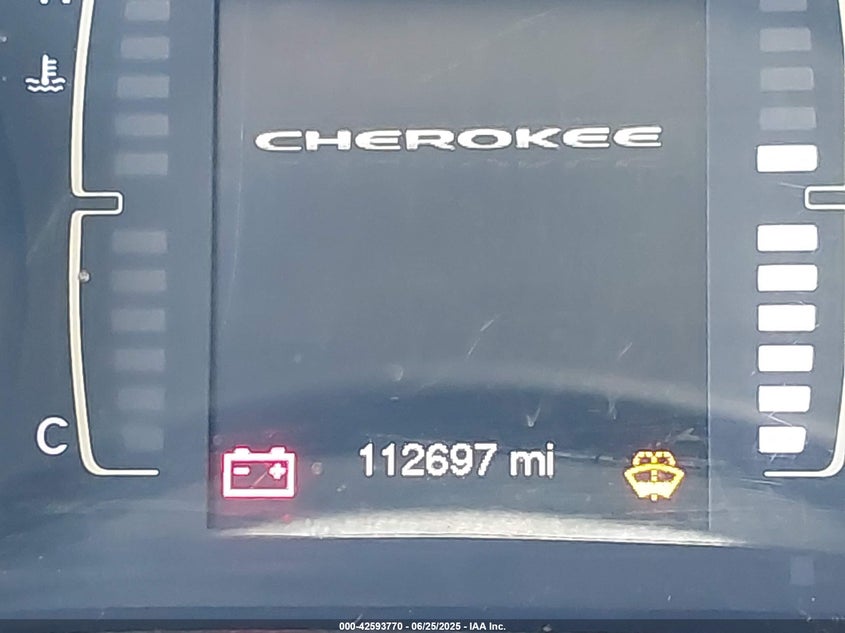 CHEROKEE
C
112697 mi
000-42593770 - 06/25/2025 - IAA Inc.